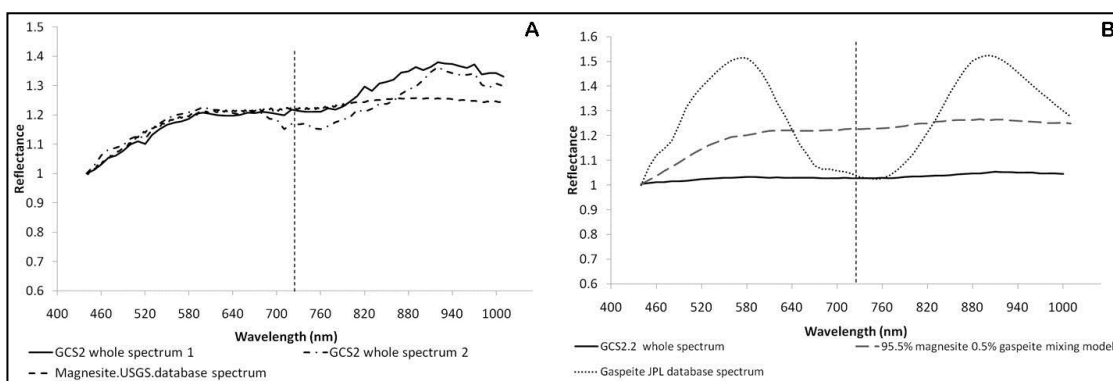 A
1.5
1.4
1.3
1.2
1.1
1
0.9
0.8
0.7
0.6
Reflectance
400 460 520 580 640 700 760 820 880 940 1000
Wavelength (nm)
GCS2 whole spectrum 1
GCS2 whole spectrum 2
Magnesite.USGS.database spectrum
B
1.6
1.5
1.4
1.3
1.2
1.1
1
0.9
0.8
0.7
0.6
Reflectance
400 460 520 580 640 700 760 820 880 940 1000
Wavelength (nm)
GCS2.2 whole spectrum
95.5% magnesite 0.5% gaspeite mixing model
Gaspeite JPL database spectrum